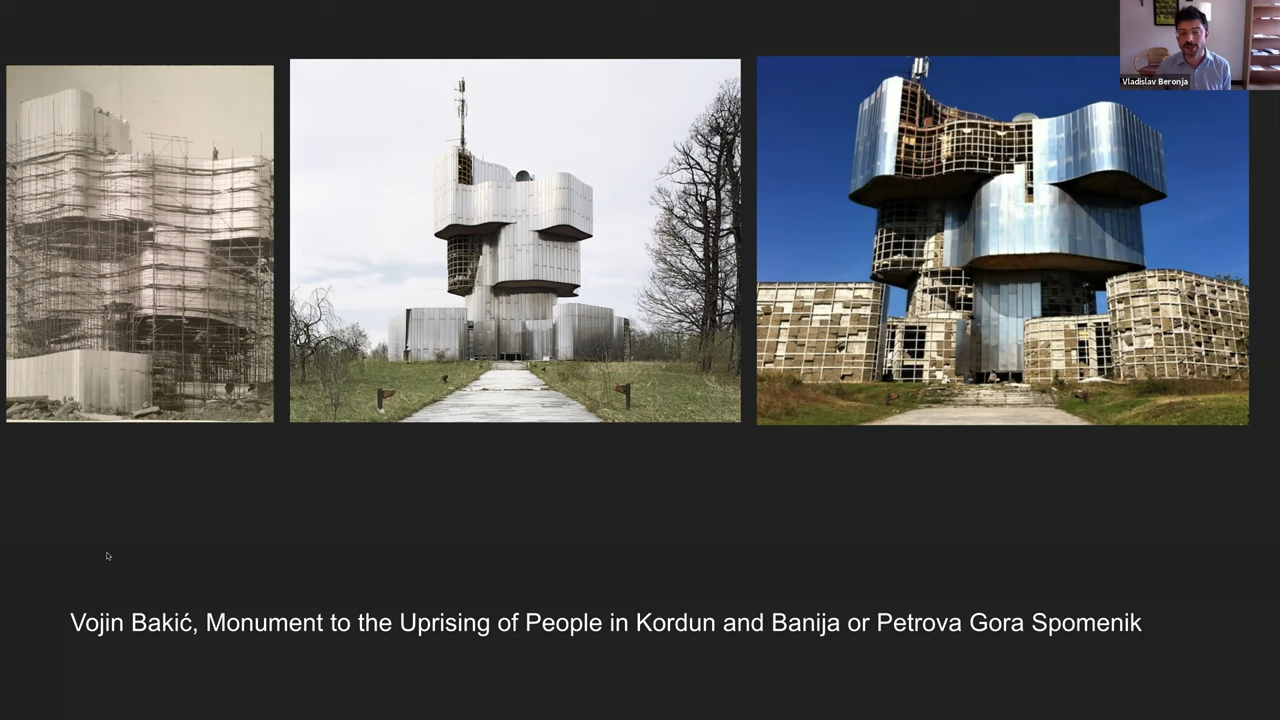 Vladislav Beronja
Vojin Bakić, Monument to the Uprising of People in Kordun and Banija or Petrova Gora Spomenik